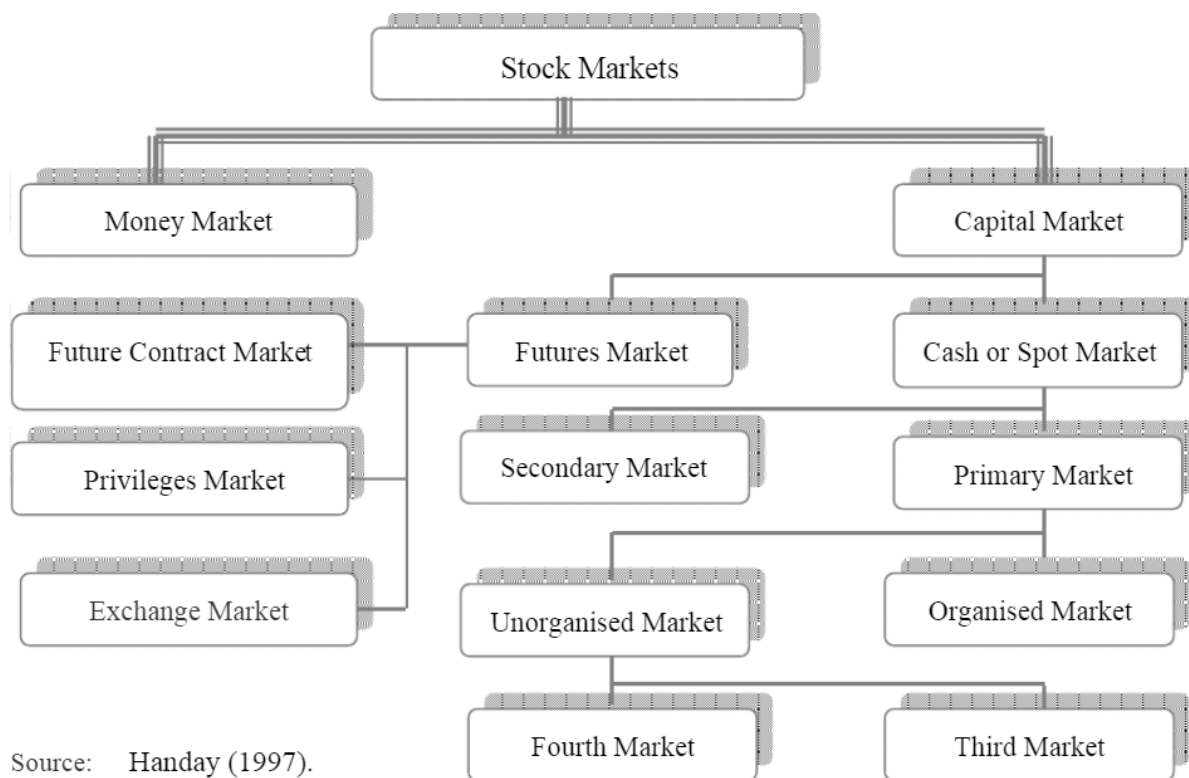 Stock Markets
Money Market
Capital Market
Future Contract Market
Futures Market
Cash or Spot Market
Privileges Market
Secondary Market
Primary Market
Exchange Market
Unorganised Market
Organised Market
Fourth Market
Third Market
Source: Handay (1997).